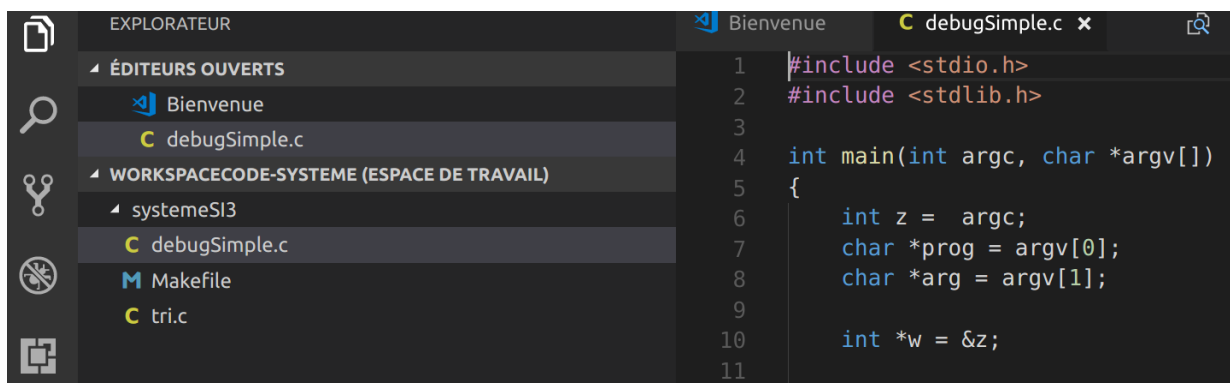 EXPLORATEUR
ÉDITEURS OUVERTS
Bienvenue
C debugSimple.c
WORKSPACECODE-SYSTEME (ESPACE DE TRAVAIL)
systemeSI3
C debugSimple.c
M Makefile
C tri.c
Bienvenue C debugSimple.c ×
1 #include <stdio.h>
2 #include <stdlib.h>
3
4 int main(int argc, char *argv[])
5 {
6 int z =  argc;
7 char *prog = argv[0];
8 char *arg = argv[1];
9
10 int *w = &z;
11